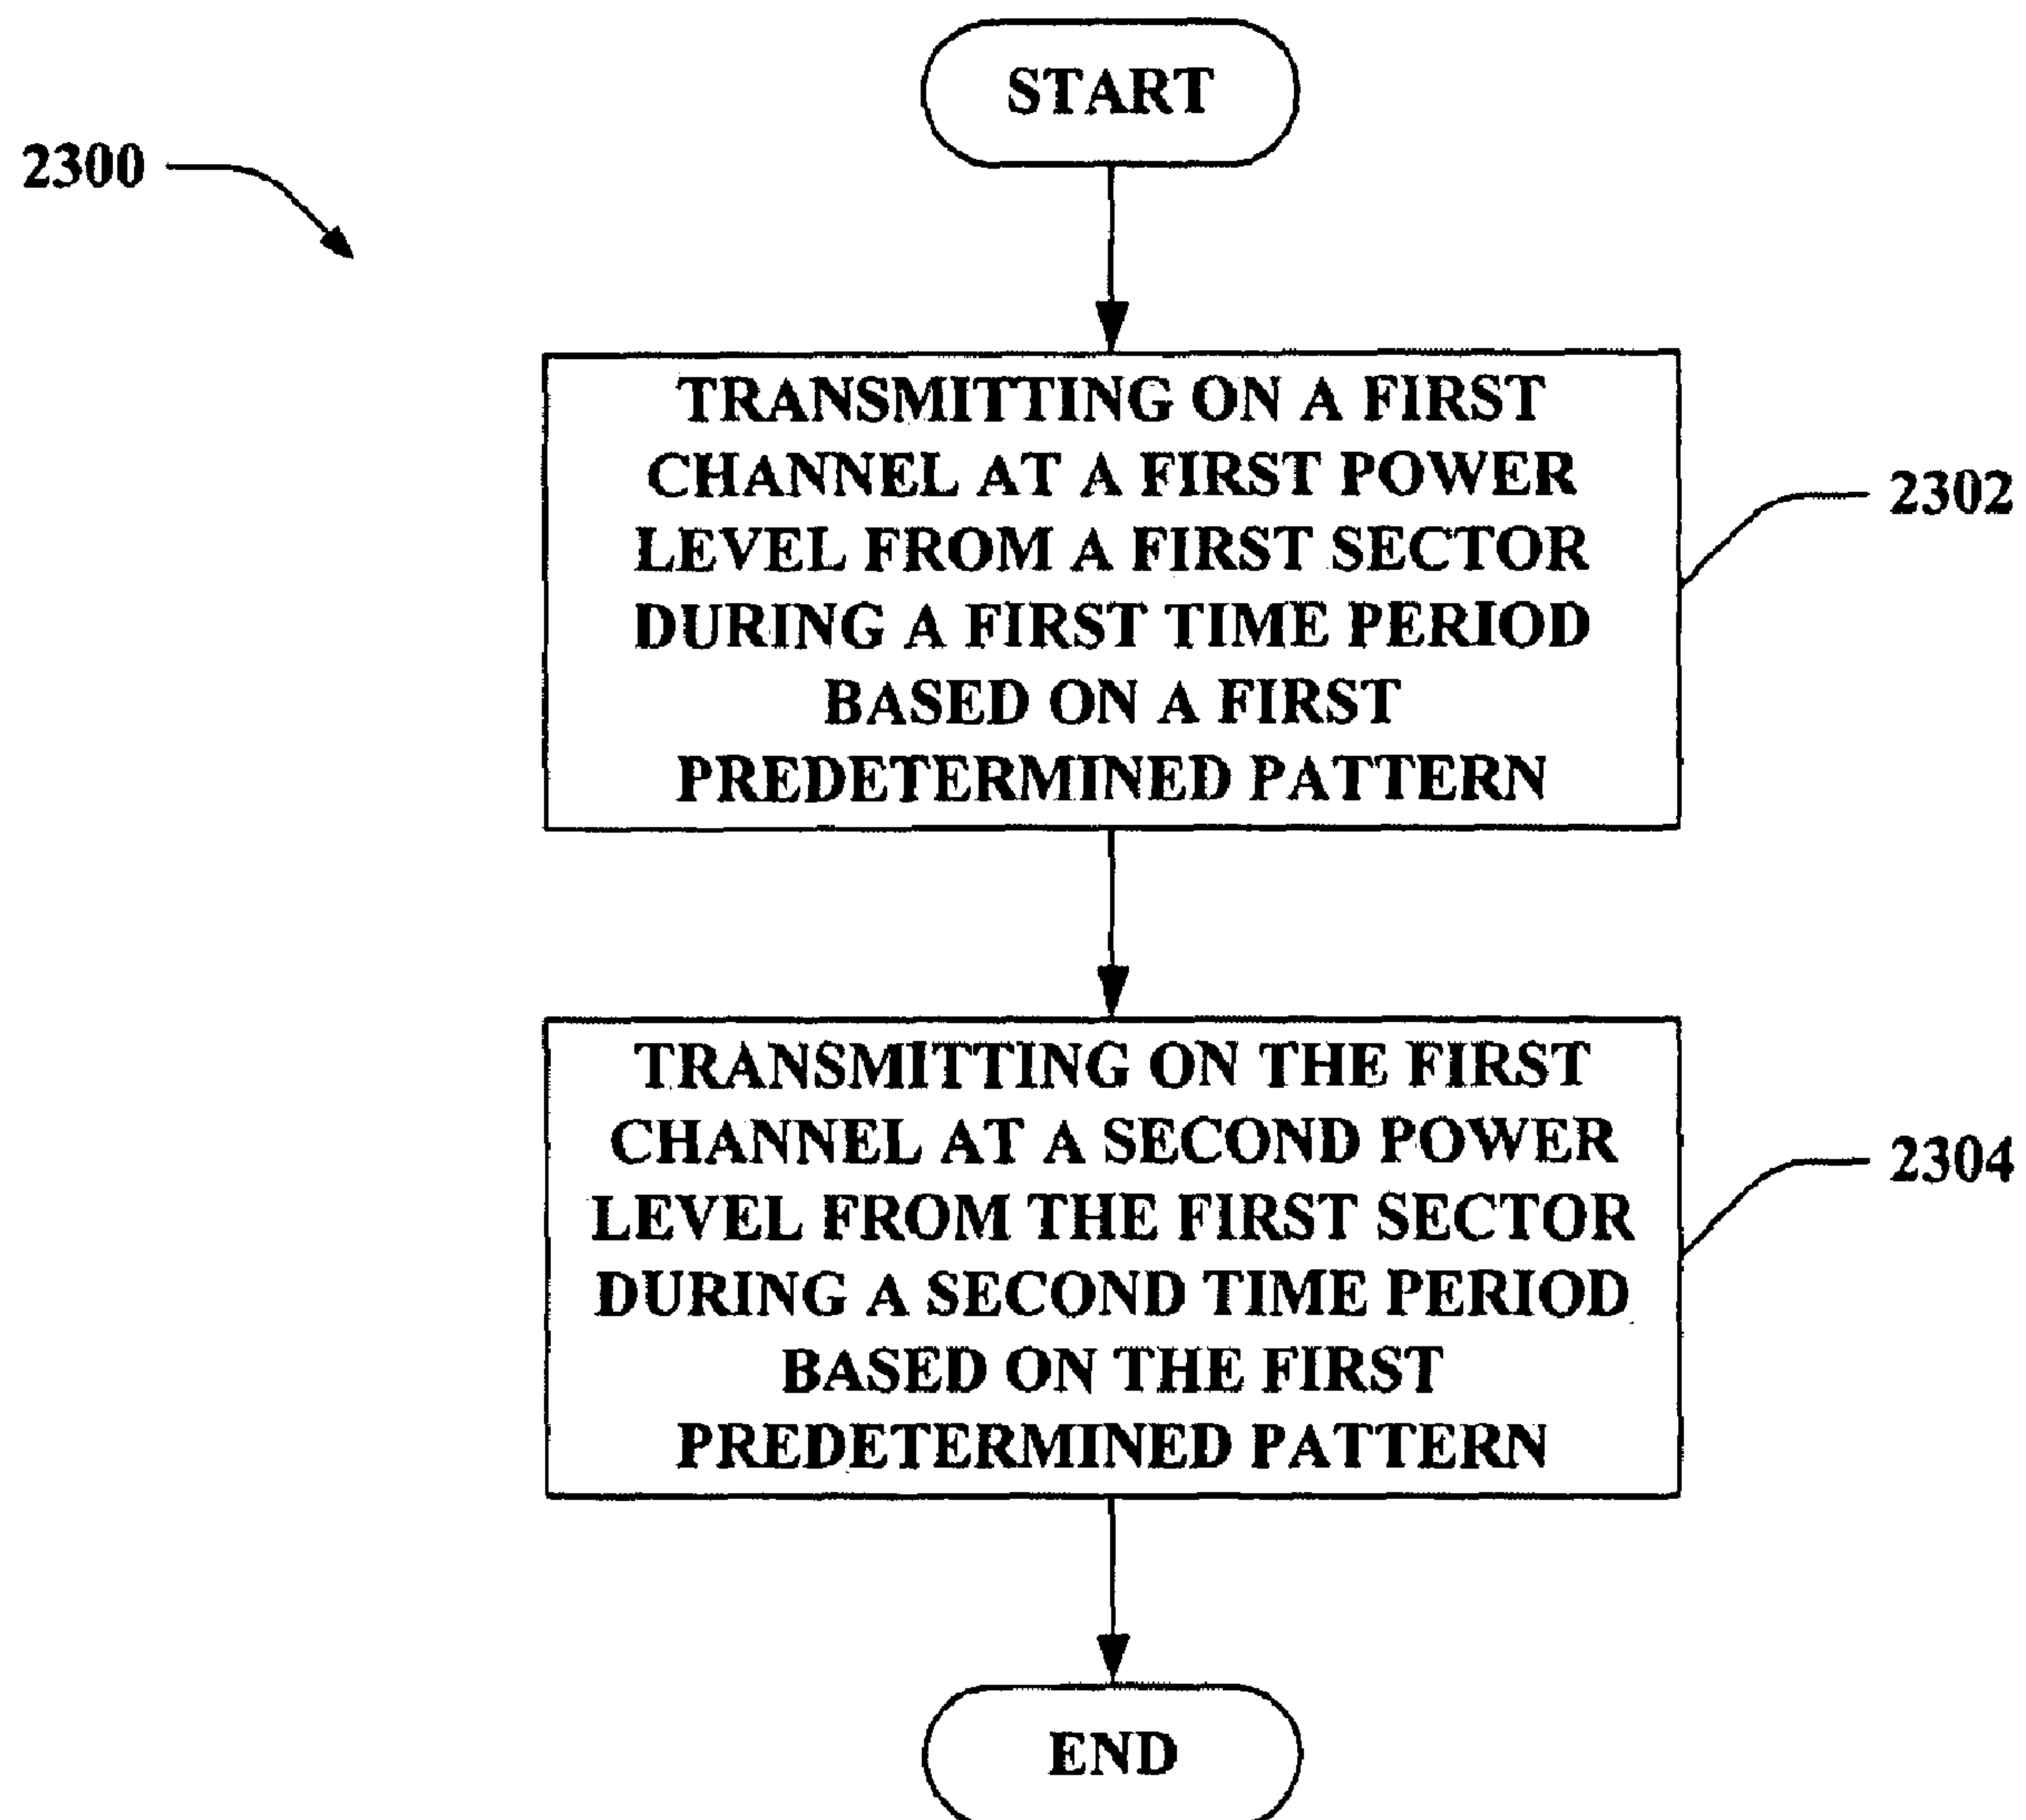 START
2300
TRANSMITTING ON A FIRST
CHANNEL AT A FIRST POWER
LEVEL FROM A FIRST SECTOR
DURING A FIRST TIME PERIOD
BASED ON A FIRST
PREDETERMINED PATTERN
2302
TRANSMITTING ON THE FIRST
CHANNEL AT A SECOND POWER
LEVEL FROM THE FIRST SECTOR
DURING A SECOND TIME PERIOD
BASED ON THE FIRST
PREDETERMINED PATTERN
2304
END